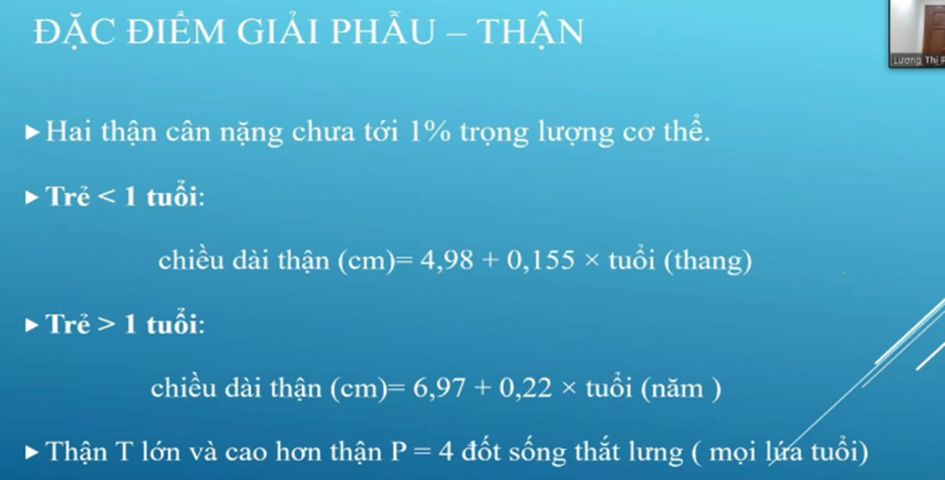 ĐẶC ĐIỂM GIẢI PHẪU – THẬN
Lương Thị
▶Hai thận cân nặng chưa tới 1% trọng lượng cơ thể.
▶Trẻ < 1 tuổi:
chiều dài thận (cm)= 4,98 + 0,155 × tuổi (thang)
▶Trẻ > 1 tuổi:
chiều dài thận (cm)= 6,97 + 0,22 × tuổi (năm )
▶Thận T lớn và cao hơn thận P = 4 đốt sống thắt lưng ( mọi lứa tuổi)